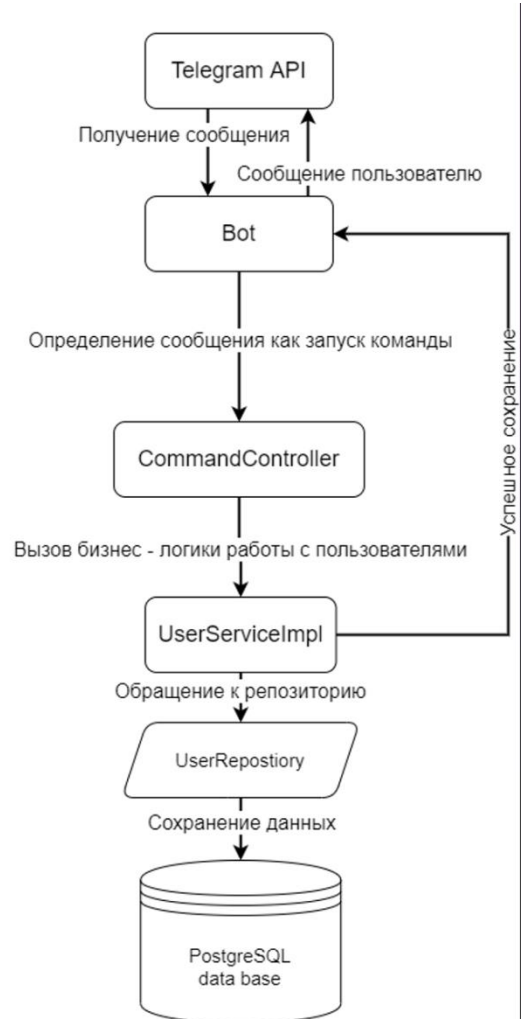 Telegram API
Получение сообщения
Сообщение пользователю
Bot
Определение сообщения как запуск команды
Успешное сохранение
CommandController
Вызов бизнес - логики работы с пользователями
UserServiceImpl
Обращение к репозиторию
UserRepostiory
Сохранение данных
PostgreSQL
data base